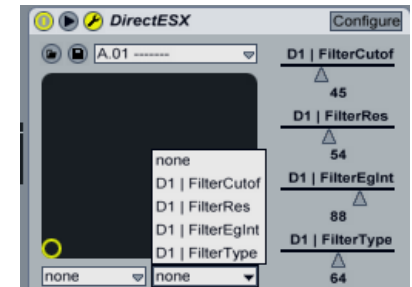 DirectESX
Configure
A.01 -------
D1 | FilterCutof
45
D1 | FilterRes
54
D1 | FilterEgInt
88
D1 | FilterType
64
none
D1 | FilterCutof
D1 | FilterRes
D1 | FilterEgInt
D1 | FilterType
none
none